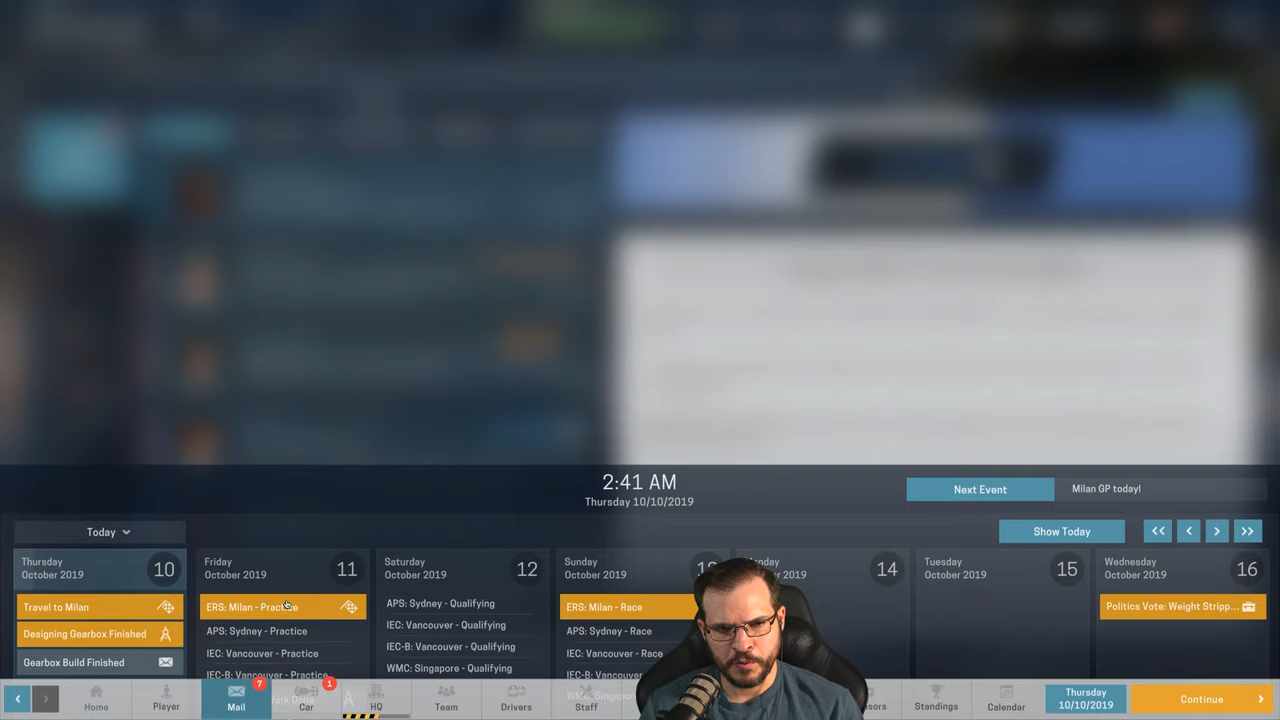 2:41 AM
Thursday 10/10/2019
Next Event
Milan GP today!
Today
Show Today
Thursday
October 2019
10
Travel to Milan
Designing Gearbox Finished
Gearbox Build Finished
Friday
October 2019
11
ERS: Milan - Practice
APS: Sydney - Practice
IEC: Vancouver - Practice
IEC-B: Vancouver - Practice
Saturday
October 2019
12
APS: Sydney - Qualifying
IEC: Vancouver - Qualifying
IEC-B: Vancouver - Qualifying
WMC: Singapore - Qualifying
Sunday
October 2019
ERS: Milan - Race
APS: Sydney - Race
IEC: Vancouver - Race
October 2019
14
Tuesday
October 2019
15
Wednesday
October 2019
16
Politics Vote: Weight Stripp...
Home
Player
Mail
7
Car
1
HQ
Team
Drivers
Staff
Standings
Calendar
Thursday
10/10/2019
Continue